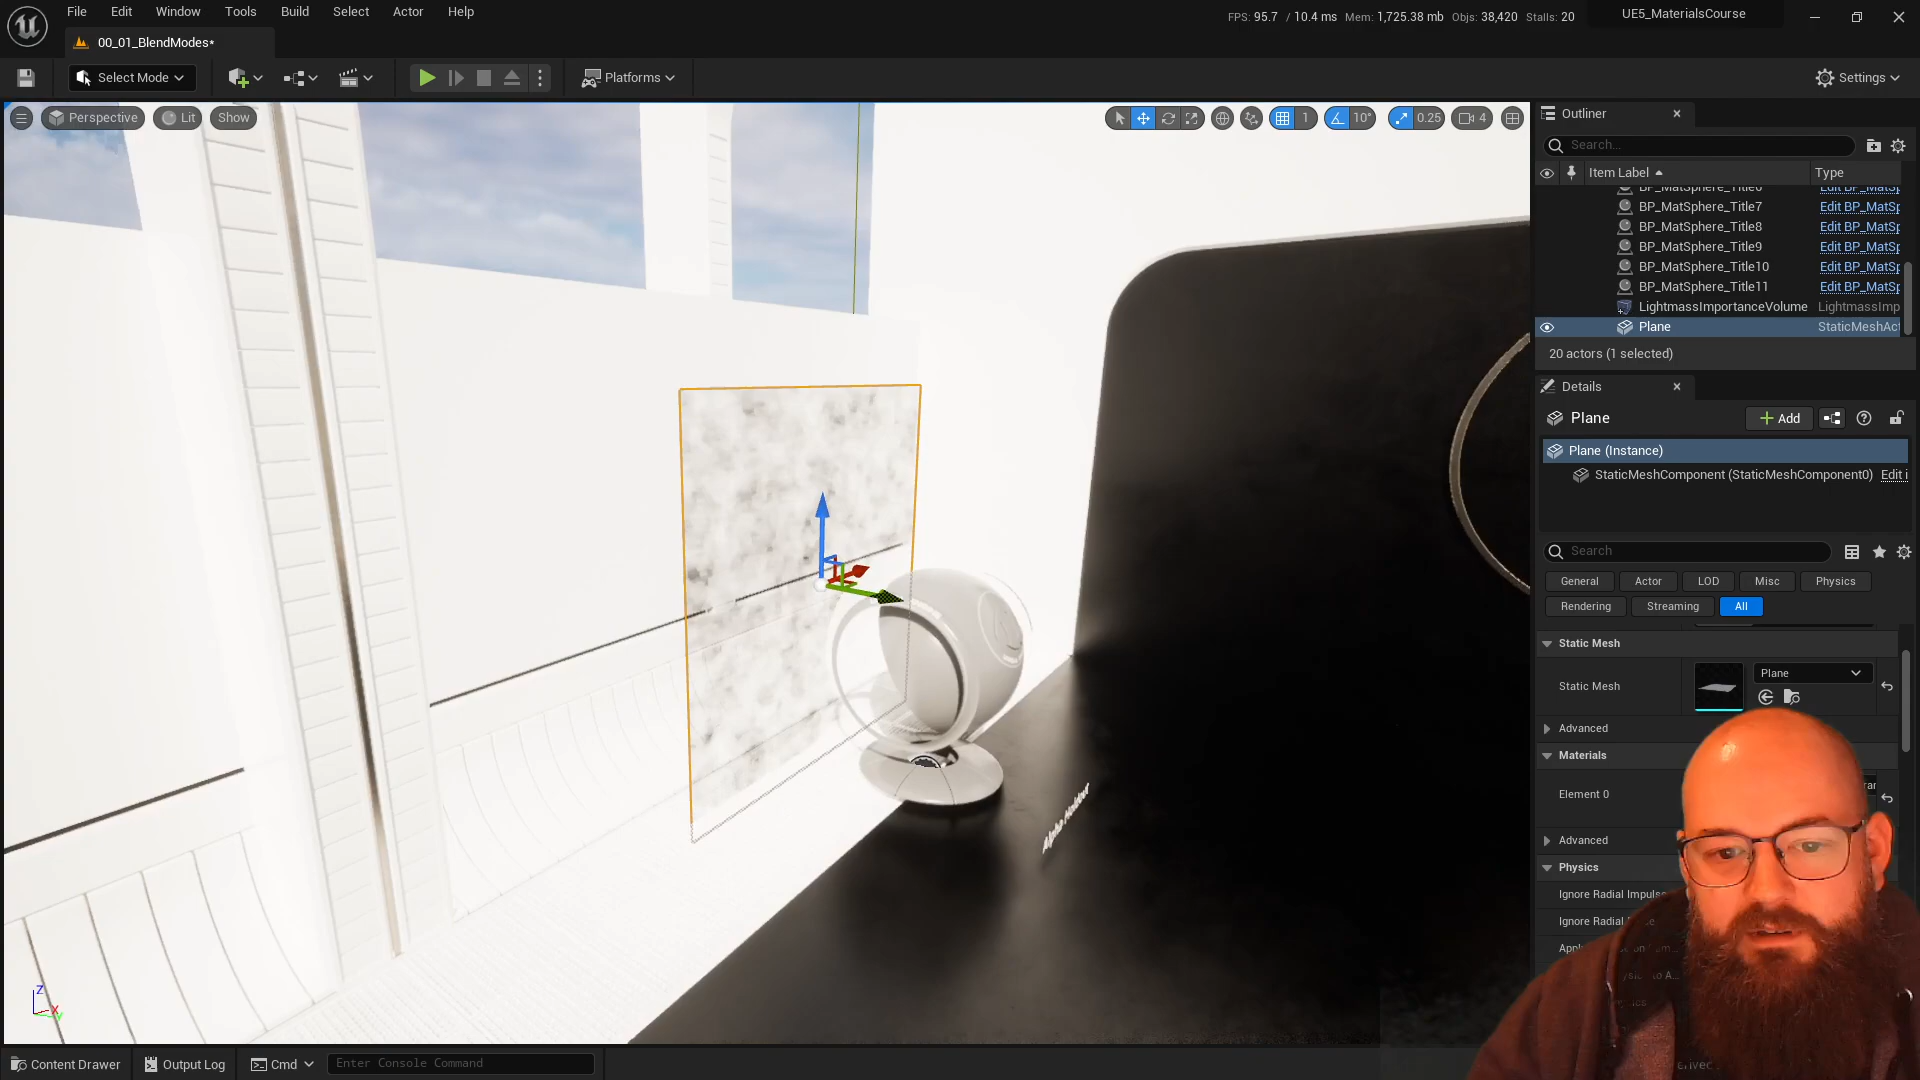 File Edit Window Tools Build Select Actor Help
FPS: 95.7 / 10.4 ms Mem: 1,725.38 mb Objs: 38,420 Stalls: 20
UE5_MaterialsCourse
00_01_BlendModes*
Select Mode
Platforms
Settings
Perspective
Lit
Show
1
10°
0.25
4
Outliner
Search...
Item Label
Type
BP_MatSphere_Title6 Edit BP_MatSp
BP_MatSphere_Title7 Edit BP_MatSp
BP_MatSphere_Title8 Edit BP_MatSp
BP_MatSphere_Title9 Edit BP_MatSp
BP_MatSphere_Title10 Edit BP_MatSp
BP_MatSphere_Title11 Edit BP_MatSp
LightmassImportanceVolume LightmassImp
Plane StaticMeshAct
20 actors (1 selected)
Details
Plane
Add
Plane (Instance)
StaticMeshComponent (StaticMeshComponent0) Edit i
Search
General Actor LOD Misc Physics
Rendering Streaming All
Static Mesh
Static Mesh
Plane
Advanced
Materials
Element 0
Advanced
Physics
Ignore Radial Impuls
Ignore Radial
Z
X
Y
Content Drawer
Output Log
Cmd
Enter Console Command